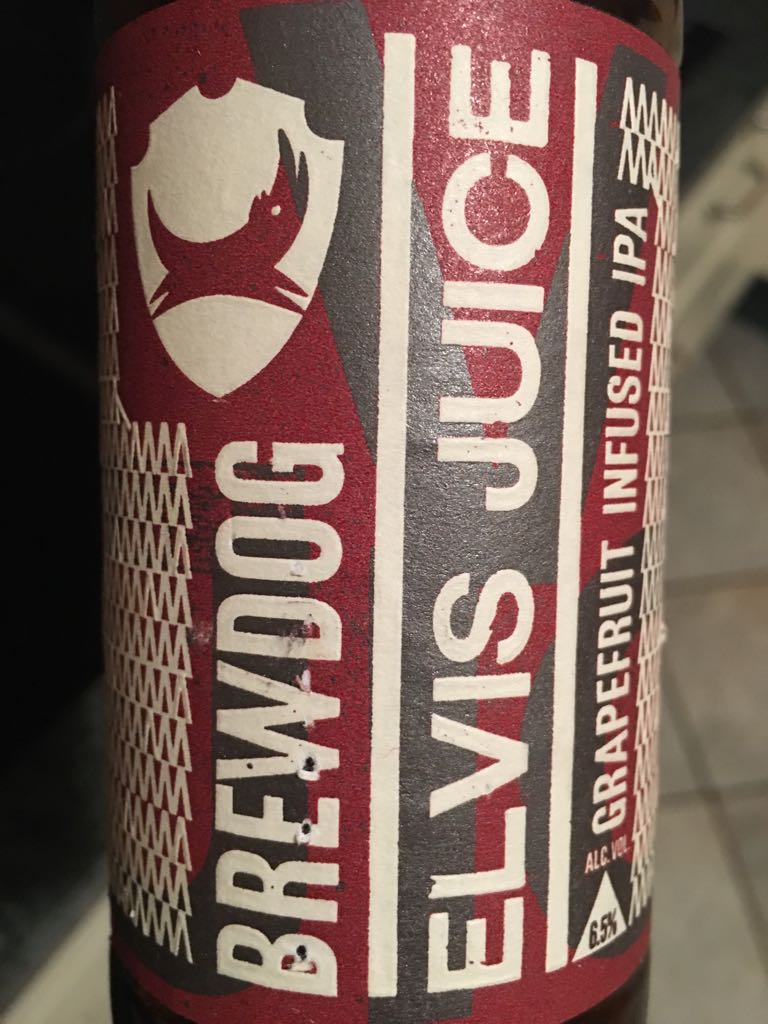 BREWDOG
ELVIS JUICE
GRAPEFRUIT INFUSED IPA
ALC. VOL.
6.5%